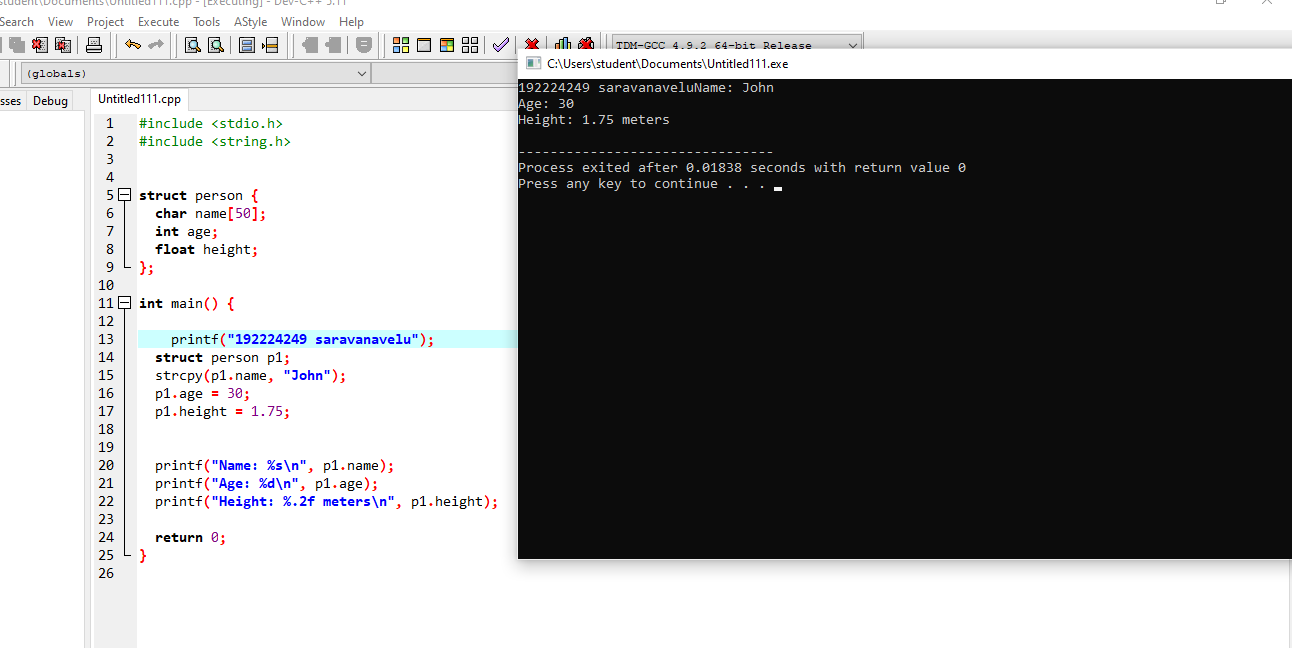 student\Documents\Untitled111.cpp - [Executing] - Dev-C++ 5.11
Search View Project Execute Tools AStyle Window Help
TDM-GCC 4.9.2 64-bit Release
(globals)
sses Debug
Untitled111.cpp
1 #include <stdio.h>
2 #include <string.h>
3
4
5 struct person {
6 char name[50];
7 int age;
8 float height;
9 };
10
11 int main() {
12
13 printf("192224249 saravanavelu");
14 struct person p1;
15 strcpy(p1.name, "John");
16 p1.age = 30;
17 p1.height = 1.75;
18
19
20 printf("Name: %s\n", p1.name);
21 printf("Age: %d\n", p1.age);
22 printf("Height: %.2f meters\n", p1.height);
23
24 return 0;
25 }
26
C:\Users\student\Documents\Untitled111.exe
192224249 saravanaveluName: John
Age: 30
Height: 1.75 meters
--------------------------------
Process exited after 0.01838 seconds with return value 0
Press any key to continue . . .